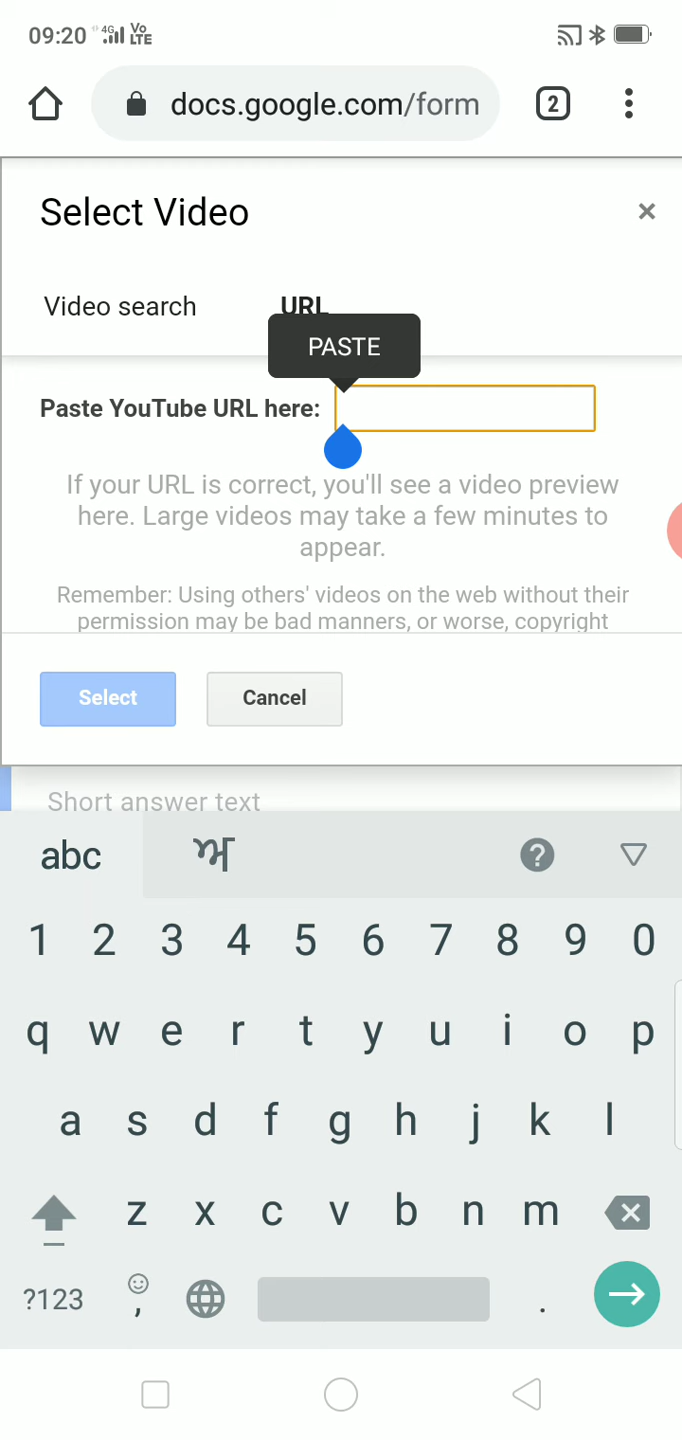 09:20 4G Vo LTE
docs.google.com/form 2
Select Video ×
Video search URL
PASTE
Paste YouTube URL here:
If your URL is correct, you'll see a video preview
here. Large videos may take a few minutes to
appear.
Remember: Using others' videos on the web without their
permission may be bad manners, or worse, copyright
Select Cancel
Short answer text
abc ਅ ?
1 2 3 4 5 6 7 8 9 0
q w e r t y u i o p
a s d f g h j k l
z x c v b n m
?123 , .